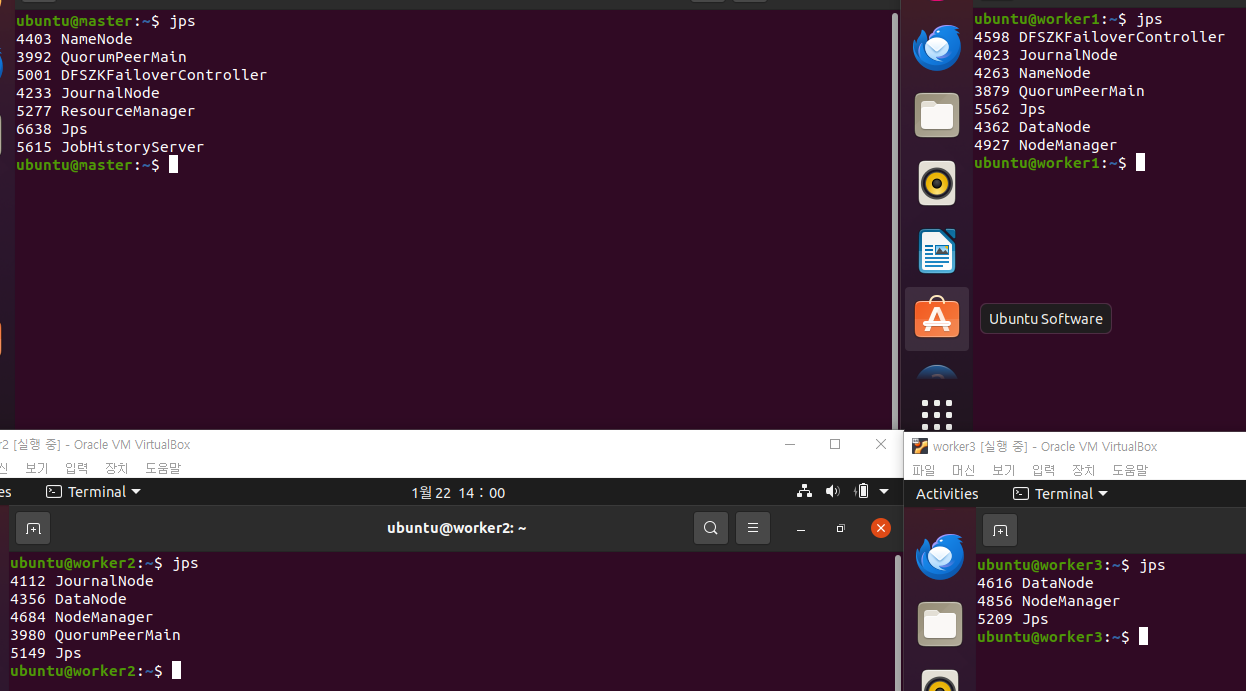 ubuntu@master:~$ jps
4403 NameNode
3992 QuorumPeerMain
5001 DFSZKFailoverController
4233 JournalNode
5277 ResourceManager
6638 Jps
5615 JobHistoryServer
ubuntu@master:~$
ubuntu@worker1:~$ jps
4598 DFSZKFailoverController
4023 JournalNode
4263 NameNode
3879 QuorumPeerMain
5562 Jps
4362 DataNode
4927 NodeManager
ubuntu@worker1:~$
Ubuntu Software
r2 [실행 중] - Oracle VM VirtualBox
신 보기 입력 장치 도움말
es Terminal 1월 22 14 : 00
ubuntu@worker2: ~
ubuntu@worker2:~$ jps
4112 JournalNode
4356 DataNode
4684 NodeManager
3980 QuorumPeerMain
5149 Jps
ubuntu@worker2:~$
worker3 [실행 중] - Oracle VM VirtualBox
파일 머신 보기 입력 장치 도움말
Activities Terminal
ubuntu@worker3:~$ jps
4616 DataNode
4856 NodeManager
5209 Jps
ubuntu@worker3:~$